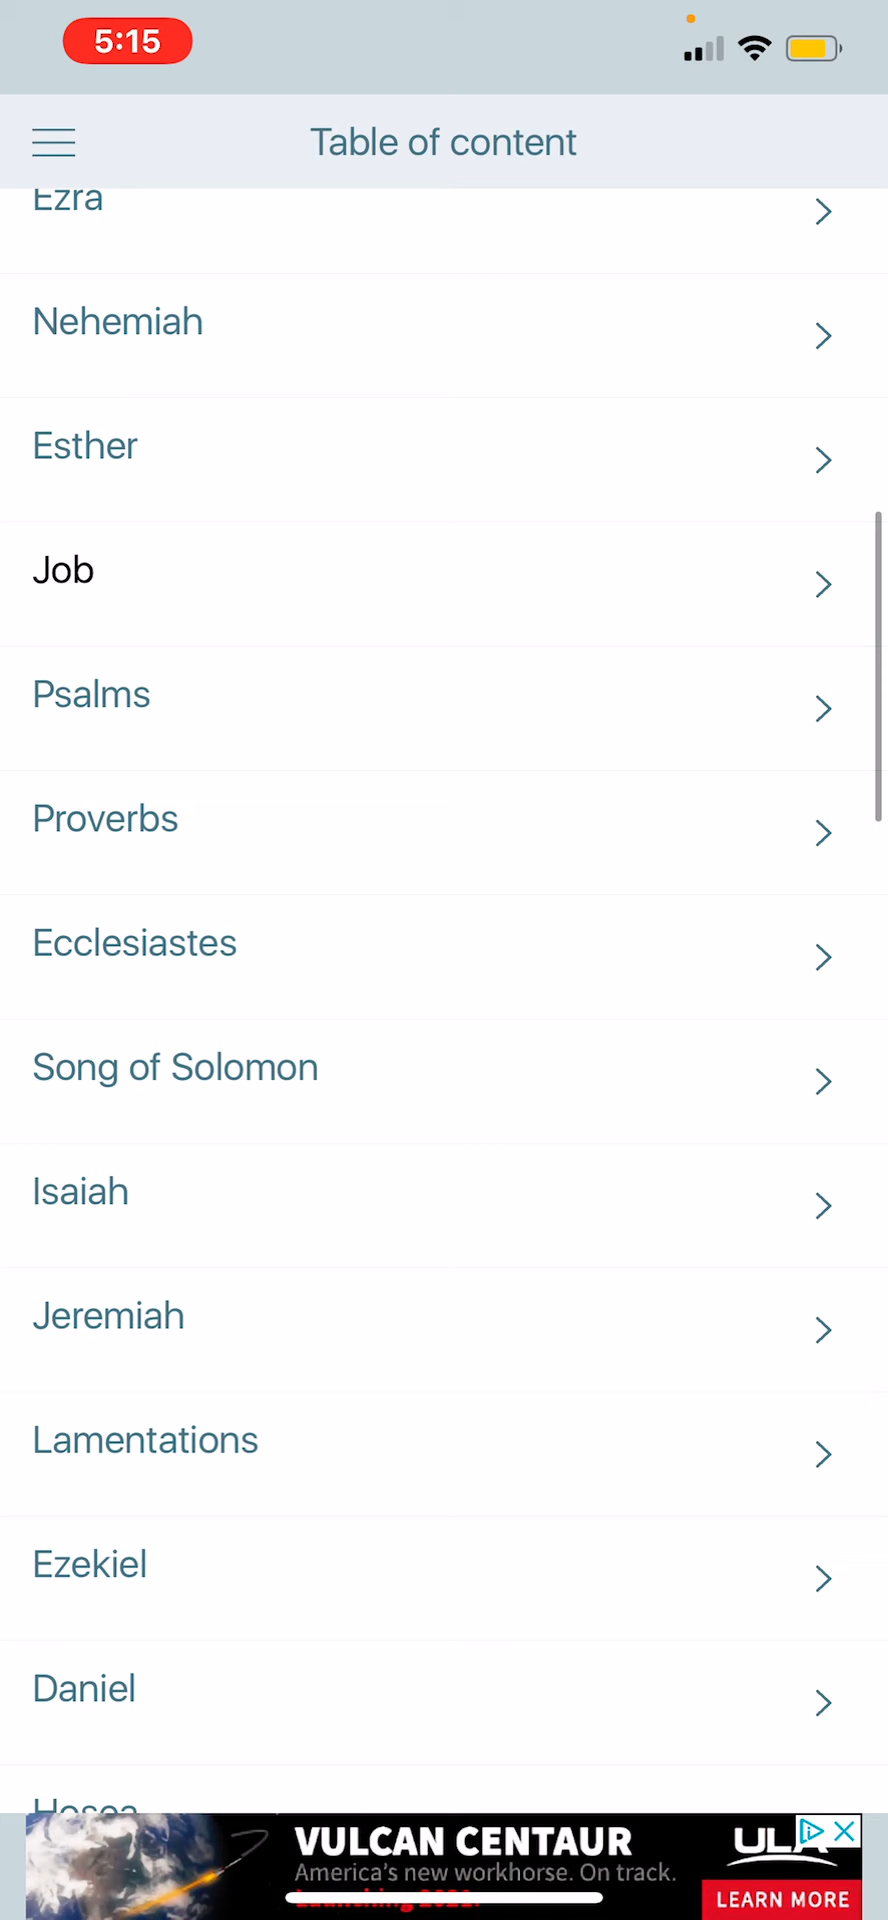 5:15
Table of content
Ezra
Nehemiah
Esther
Job
Psalms
Proverbs
Ecclesiastes
Song of Solomon
Isaiah
Jeremiah
Lamentations
Ezekiel
Daniel
Hosea
VULCAN CENTAUR
America's new workhorse. On track.
LEARN MORE